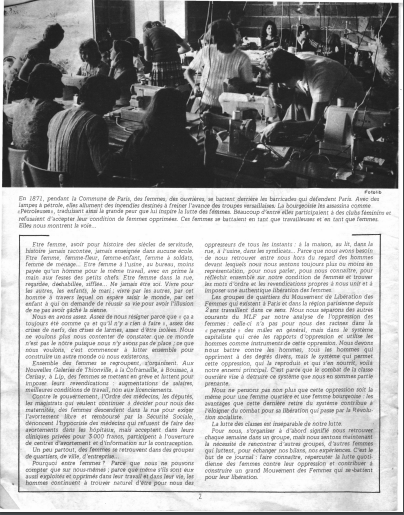 Fotolib
En 1871, pendant la Commune de Paris, des femmes, des ouvrières, se battent derrière les barricades qui défendent Paris. Avec des
lampes à pétrole, elles allument des incendies destinées à freiner l'avance des troupes versaillaises. La bourgeoisie les assassine comme
«Pétroleuses», traduisant ainsi la grande peur que lui inspire la lutte des femmes. Beaucoup d'entre elles participaient à des clubs féminins et
refusaient d'accepter leur condition de femmes opprimées. Ces femmes se battaient en tant que travailleuses et en tant que femmes.
Elles nous montrent la voie...
Etre femme, avoir pour histoire des siècles de servitude,
histoire jamais racontée, jamais enseignée dans aucune école.
Etre femme, femme-fleur, femme-enfant, femme à soldats,
femme de ménage... Etre femme à l'usine, au bureau, moins
payée qu'un homme pour le même travail, avec en prime la
main aux fesses des petits chefs. Etre femme dans la rue,
regardée, déshabillée, sifflée... Ne jamais être soi. Vivre pour
les autres, les enfants, le mari ; vivre par les autres, par cet
homme à travers lequel on espère saisir le monde, par cet
enfant à qui on demande de réussir sa vie pour avoir l'illusion
de ne pas avoir gâché la sienne.
Nous en avons assez. Assez de nous résigner parce que « ça a
toujours été comme ça et qu'il n'y a rien à faire », assez des
crises de nerfs, des crises de larmes, assez d'être isolées. Nous
ne voulons plus nous contenter de constater que ce monde
n'est pas le nôtre puisque nous n'y avons pas de place ; ce que
nous voulons, c'est commencer à lutter ensemble pour
construire un autre monde où nous existerons.
Ensemble des femmes se regroupent, s'organisent. Aux
Nouvelles Galeries de Thionville, à la Coframaille, à Boussac, à
Cerizay, à Lip, des femmes se mettent en grève et luttent pour
imposer leurs revendications : augmentations de salaires,
meilleures conditions de travail, non aux licenciements.
Contre le gouvernement, l'Ordre des médecins, les députés,
les magistrats qui veulent continuer à décider pour nous de nos
maternités, des femmes descendent dans la rue pour exiger
l'avortement libre et remboursé par la Sécurité Sociale,
dénoncent l'hypocrisie des médecins qui refusent de faire des
avortements dans les hôpitaux, mais acceptent dans leurs
cliniques privées pour 3 000 francs, participent à l'ouverture
de centres d'avortement et d'information sur la contraception.
Un peu partout, des femmes se retrouvent dans des groupes
de quartiers, de ville, d'entreprise...
Pourquoi entre femmes ? Parce que nous ne pouvons
compter que sur nous-mêmes ; parce que même s'ils sont eux
aussi exploités et opprimés dans leur travail et dans leur vie, les
hommes continuent à trouver naturel d'être pour nous des
oppresseurs de tous les instants : à la maison, au lit, dans la
rue, à l'usine, dans les syndicats... Parce que nous avons besoin
de nous retrouver entre nous hors du regard des hommes
devant lesquels nous nous sentons toujours plus ou moins en
représentation, pour nous parler, pour nous connaître, pour
réfléchir ensemble sur notre condition de femmes et trouver
les mots d'ordre et les revendications propres à nous unir et à
imposer une authentique libération des femmes.
Les groupes de quartiers du Mouvement de Libération des
Femmes qui existent à Paris et dans la région parisienne depuis
2 ans travaillent dans ce sens. Nous nous séparons des autres
courants du MLF par notre analyse de l'oppression des
femmes : celle-ci n'a pas pour nous ses racines dans la
« perversité » des mâles en général, mais dans le système
capitaliste qui crée les rapports d'oppression et utilise les
hommes comme instruments de cette oppression. Nous devons
nous battre contre les hommes, tous les hommes qui
oppriment à des degrés divers, mais le système qui permet
cette oppression, qui la reproduit et qui s'en nourrit, voilà
notre ennemi principal. C'est parce que le combat de la classe
ouvrière vise à détruire ce système que nous en sommes partie
prenante.
Nous ne pensons pas non plus que cette oppression soit la
même pour une femme ouvrière et une femme bourgeoise : les
avantages que cette dernière retire du système contribue à
l'éloigner du combat pour sa libération qui passe par la Révolu-
tion socialiste.
La lutte des classes est inséparable de notre lutte.
Pour nous, s'organiser c'est d'abord signifie nous retrouver
chaque semaine dans un groupe, mais nous sentons maintenant
la nécessité de rencontrer d'autres groupes, d'autres femmes
qui luttent, pour échanger nos bilans, nos expériences. C'est le
but de ce journal : faire connaître, répercuter la lutte quoti-
dienne des femmes contre leur oppression et contribuer à
construire un grand Mouvement des Femmes qui se battent
pour leur libération.
2